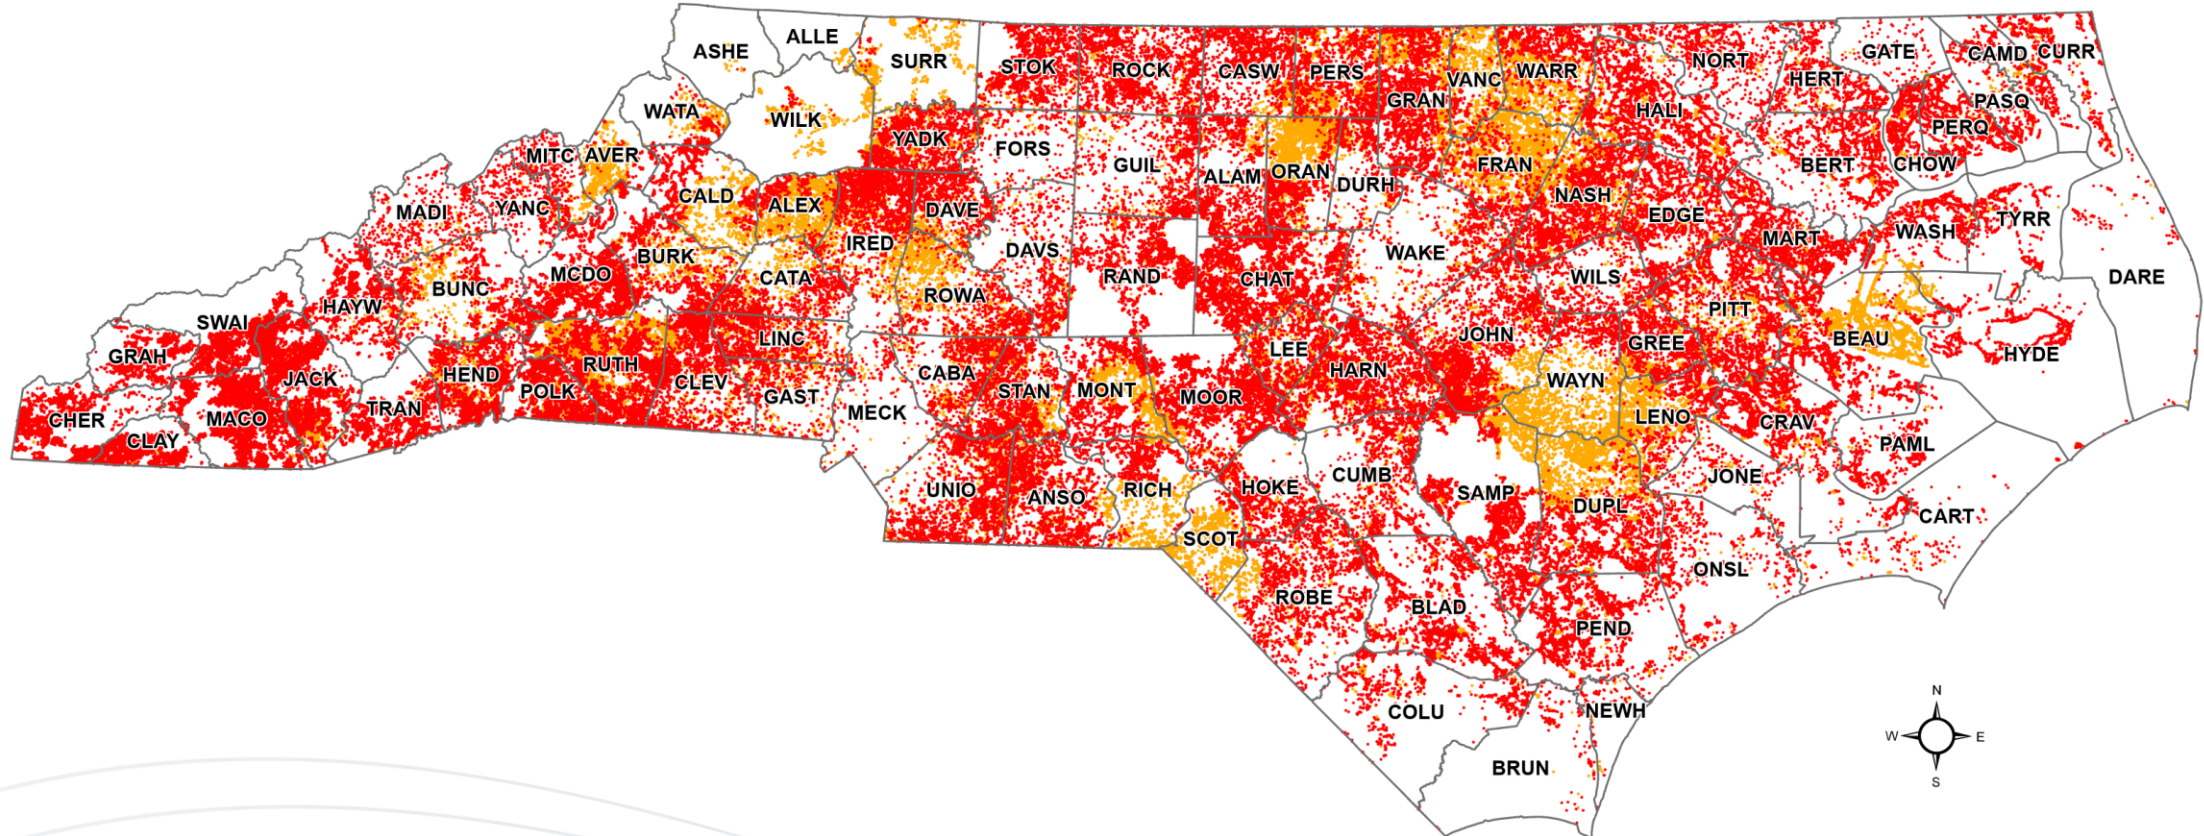 ASHE
ALLE
SURR
STOK
ROCK
CASW
PERS
GRAN
VANC
WARR
NORT
HALI
HERT
GATE
CAMD
CURR
PASQ
PERQ
CHOW
BERT
WATA
WILK
YADK
FORS
GUIL
ALAM
ORAN
DURH
FRAN
NASH
EDGE
MART
WASH
TYRR
DARE
MITC
AVER
CALD
ALEX
DAVE
IRED
MADI
YANC
BURK
CATA
ROWA
DAVS
RAND
CHAT
WAKE
WILS
PITT
BEAU
HYDE
BUNC
MCDO
HAYW
SWAI
GRAH
JACK
HEND
RUTH
POLK
CLEV
LINC
GAST
CABA
STAN
MONT
MOOR
LEE
HARN
JOHN
WAYN
GREE
LENO
CRAV
PAML
CHER
CLAY
MACO
TRAN
MECK
UNIO
ANSO
RICH
SCOT
HOKE
CUMB
SAMP
DUPL
JONE
CART
ONSL
ROBE
BLAD
PEND
COLU
NEWH
BRUN
N
W
E
S